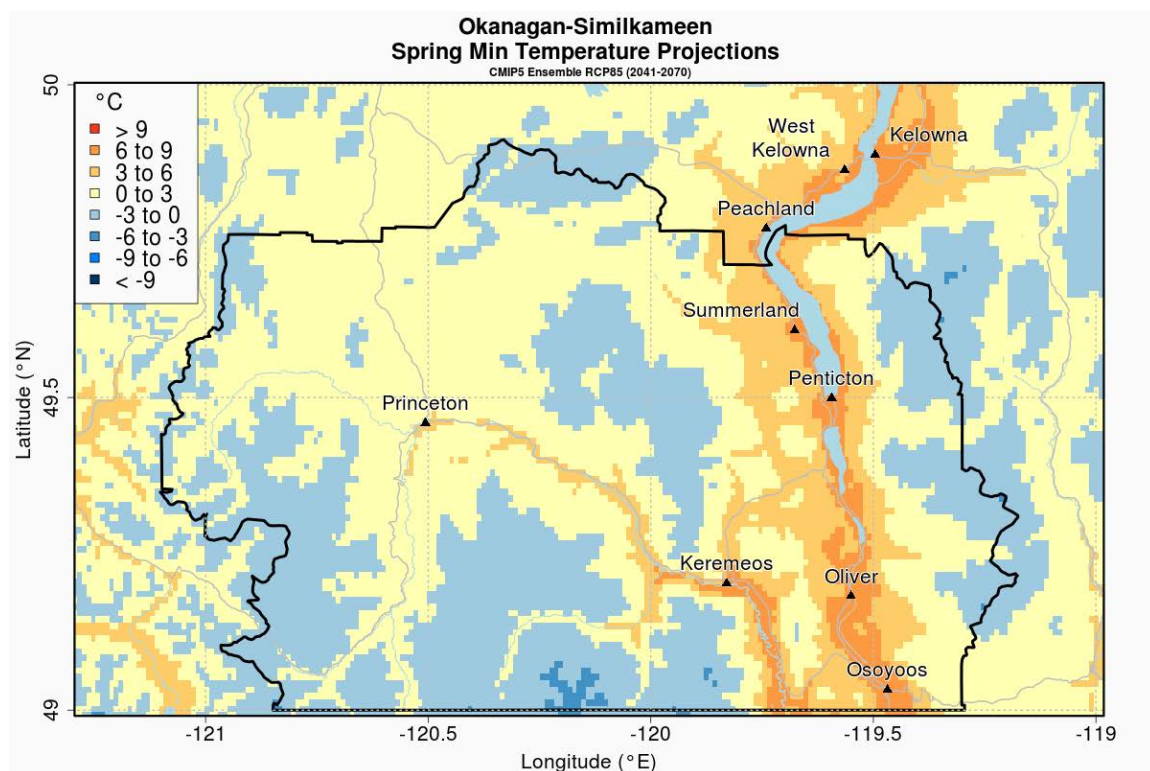 Okanagan-Similkameen
Spring Min Temperature Projections
CMIP5 Ensemble RCP85 (2041-2070)
°C
> 9
6 to 9
3 to 6
0 to 3
-3 to 0
-6 to -3
-9 to -6
< -9
West
Kelowna
Kelowna
Peachland
Summerland
Penticton
Princeton
Keremeos
Oliver
Osoyoos
50
49.5
49
Latitude (°N)
-121
-120.5
-120
-119.5
-119
Longitude (°E)